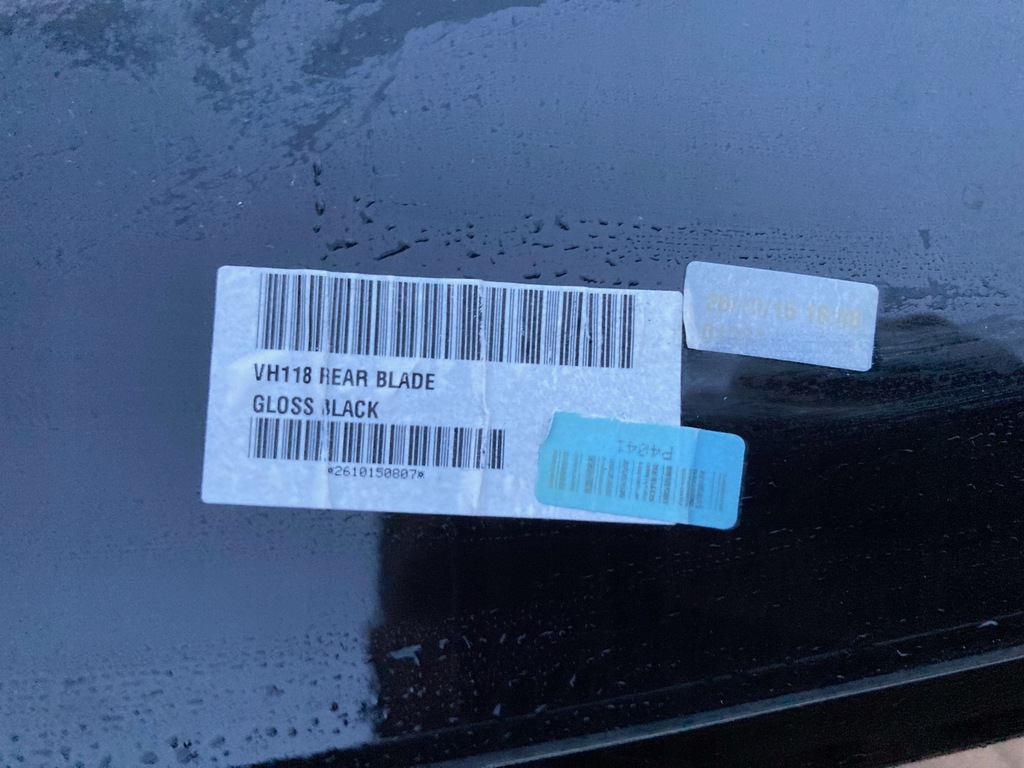 VH118 REAR BLADE
GLOSS BLACK
*2610150807*
P4041